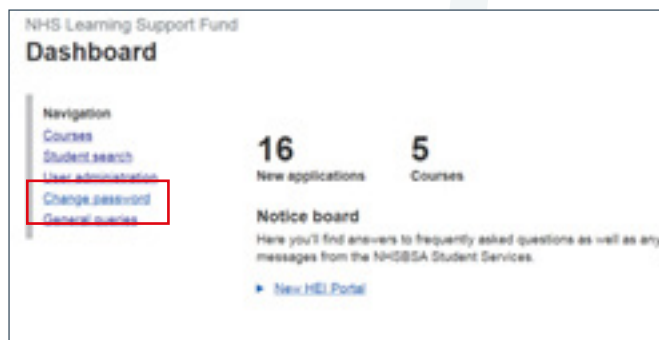 NHS Learning Support Fund
Dashboard
Navigation
Courses
Student search
User administration
Change password
General queries
16
New applications
5
Courses
Notice board
Here you'll find answers to frequently asked questions as well as any
messages from the NHSBSA Student Services.
New HEI Portal